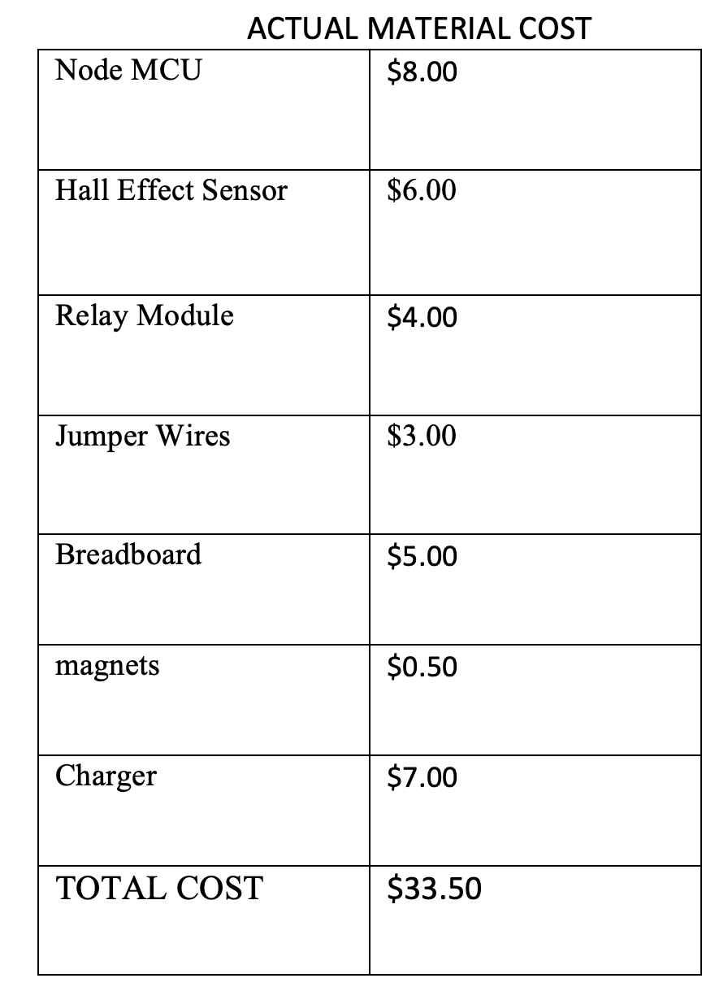 ACTUAL MATERIAL COST
Node MCU $8.00
Hall Effect Sensor $6.00
Relay Module $4.00
Jumper Wires $3.00
Breadboard $5.00
magnets $0.50
Charger $7.00
TOTAL COST $33.50